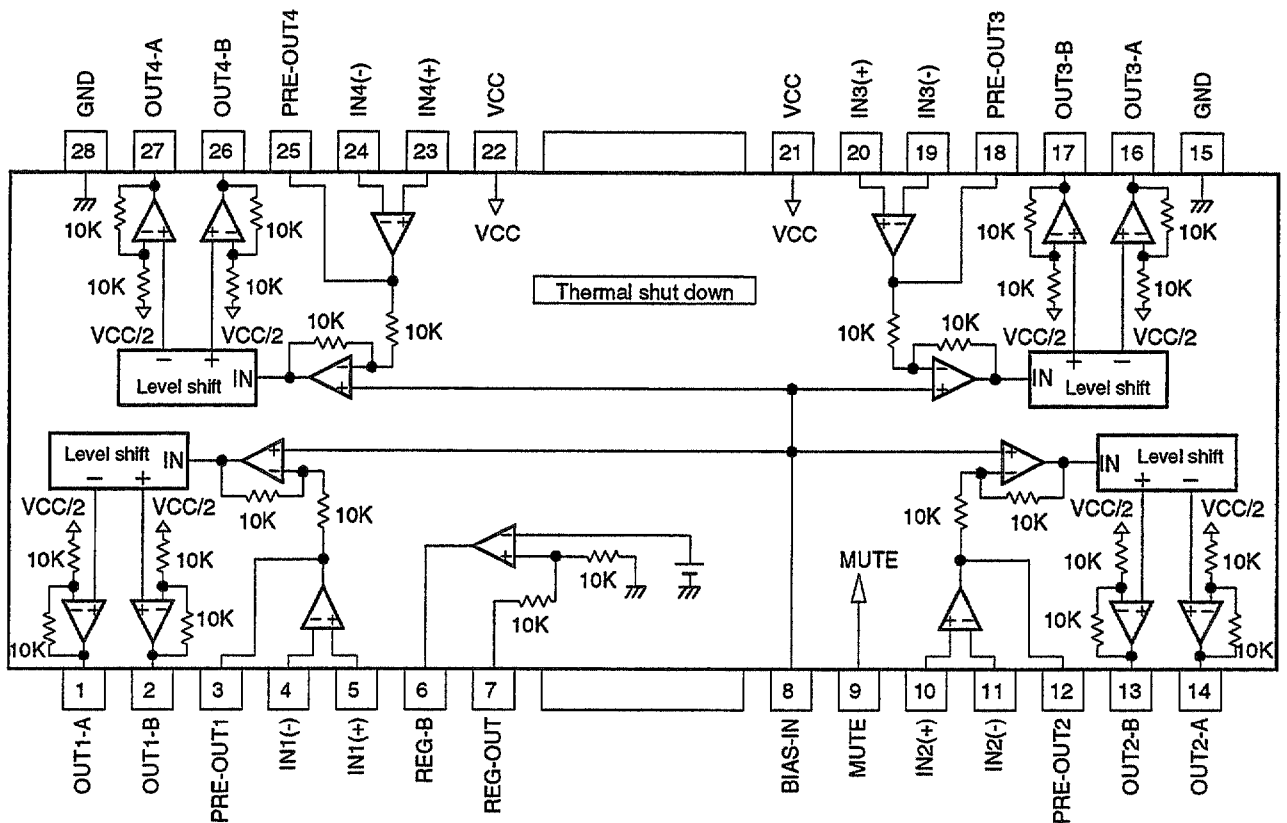 GND OUT4-A OUT4-B PRE-OUT4 IN4(-) IN4(+) VCC VCC IN3(+) IN3(-) PRE-OUT3 OUT3-B OUT3-A GND
28 27 26 25 24 23 22 21 20 19 18 17 16 15
10K - + + - 10K - + VCC VCC - + 10K - + + - 10K
10K 10K Thermal shut down 10K 10K
VCC/2 VCC/2 10K 10K 10K 10K VCC/2 VCC/2
- + IN - + - + IN + -
Level shift Level shift
Level shift IN + - + - IN Level shift
- + + -
VCC/2 VCC/2 10K 10K 10K 10K VCC/2 VCC/2
10K 10K - + 10K MUTE 10K 10K
- + + - 10K 10K + - + - - + + - 10K
10K 10K 10K
1 2 3 4 5 6 7 8 9 10 11 12 13 14
OUT1-A OUT1-B PRE-OUT1 IN1(-) IN1(+) REG-B REG-OUT BIAS-IN MUTE IN2(+) IN2(-) PRE-OUT2 OUT2-B OUT2-A